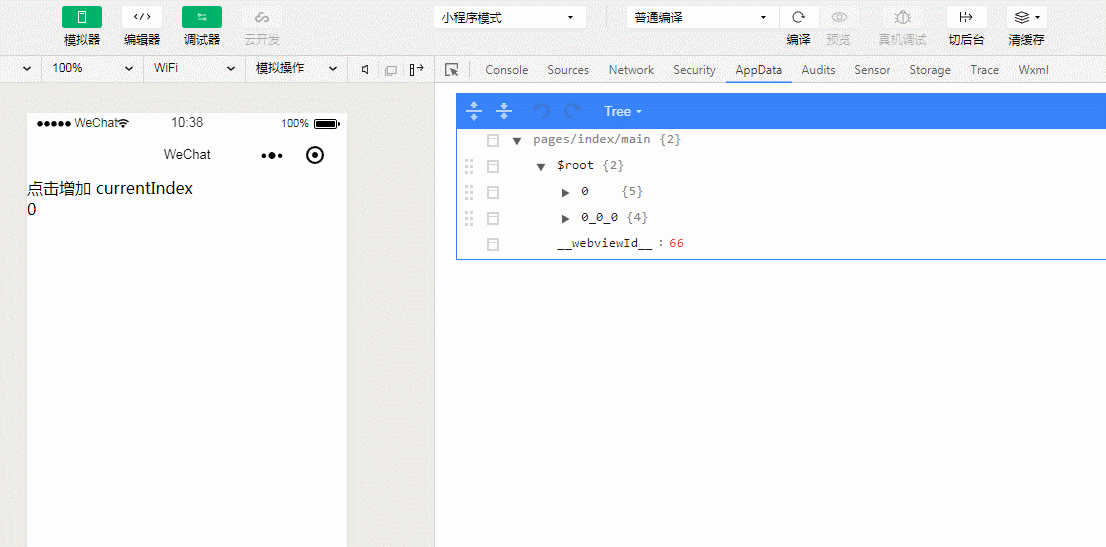 小程序模式 普通编译
模拟器 编辑器 调试器 云开发 编译 预览 真机调试 切后台 清缓存
100% WiFi 模拟操作 Console Sources Network Security AppData Audits Sensor Storage Trace Wxml
Tree
WeChat 10:38 100%
WeChat
点击增加 currentIndex
0
pages/index/main {2}
$root {2}
0 {5}
0_0_0 {4}
__webviewId__ : 66